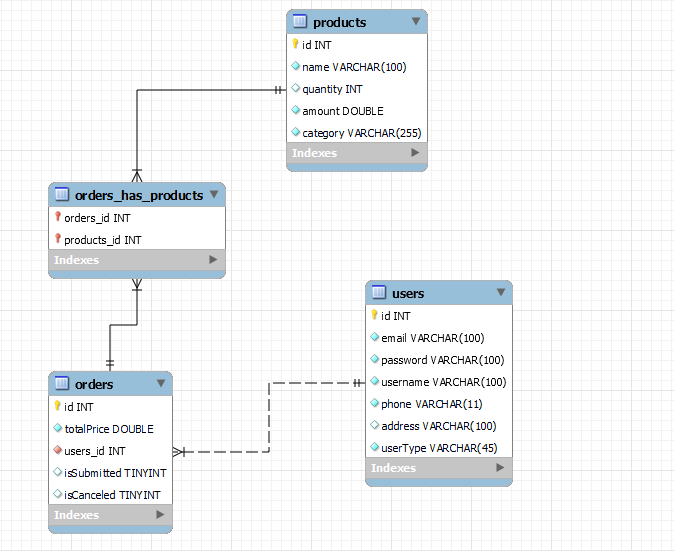 products
id INT
name VARCHAR(100)
quantity INT
amount DOUBLE
category VARCHAR(255)
Indexes
orders_has_products
orders_id INT
products_id INT
Indexes
users
id INT
email VARCHAR(100)
password VARCHAR(100)
username VARCHAR(100)
phone VARCHAR(11)
address VARCHAR(100)
userType VARCHAR(45)
Indexes
orders
id INT
totalPrice DOUBLE
users_id INT
isSubmitted TINYINT
isCanceled TINYINT
Indexes